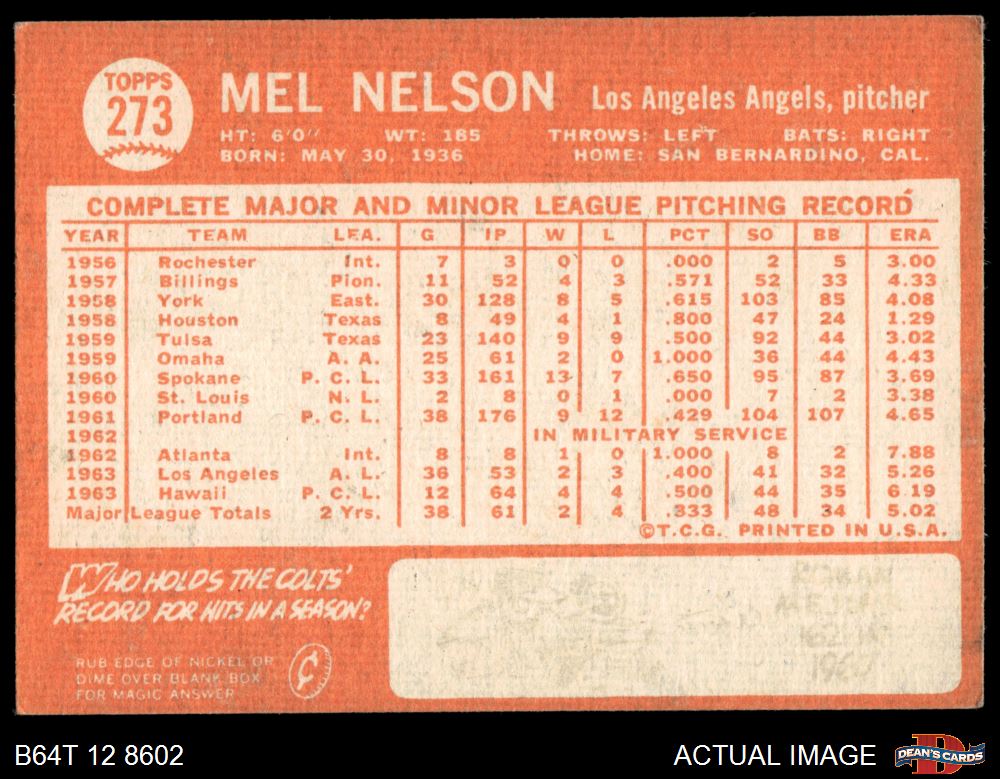 TOPPS
273
MEL NELSON Los Angeles Angels, pitcher
HT: 6'0" WT: 185 THROWS: LEFT BATS: RIGHT
BORN: MAY 30, 1936 HOME: SAN BERNARDINO, CAL.
COMPLETE MAJOR AND MINOR LEAGUE PITCHING RECORD
YEAR TEAM LEA. G IP W L PCT SO BB ERA
1956 Rochester Int. 7 3 0 0 .000 2 5 3.00
1957 Billings Pion. 11 52 4 3 .571 52 33 4.33
1958 York East. 30 128 8 5 .615 103 85 4.08
1958 Houston Texas 8 49 4 1 .800 47 24 1.29
1959 Tulsa Texas 23 140 9 9 .500 92 44 3.02
1959 Omaha A. A. 25 61 2 0 1.000 36 44 4.43
1960 Spokane P. C. L. 33 161 13 7 .650 95 87 3.69
1960 St. Louis N. L. 2 8 0 1 .000 7 2 3.38
1961 Portland P. C. L. 38 176 9 12 .429 104 107 4.65
1962 IN MILITARY SERVICE
1962 Atlanta Int. 8 8 1 0 1.000 8 2 7.88
1963 Los Angeles A. L. 36 53 2 3 .400 41 32 5.26
1963 Hawaii P. C. L. 12 64 4 4 .500 44 35 6.19
Major League Totals 2 Yrs. 38 61 2 4 .333 48 34 5.02
©T.C.G. PRINTED IN U.S.A.
WHO HOLDS THE COLTS'
RECORD FOR HITS IN A SEASON?
RUB EDGE OF NICKEL OR
DIME OVER BLANK BOX
FOR MAGIC ANSWER
¢
ROMAN
B64T 12 8602 ACTUAL IMAGE DEAN'S CARDS